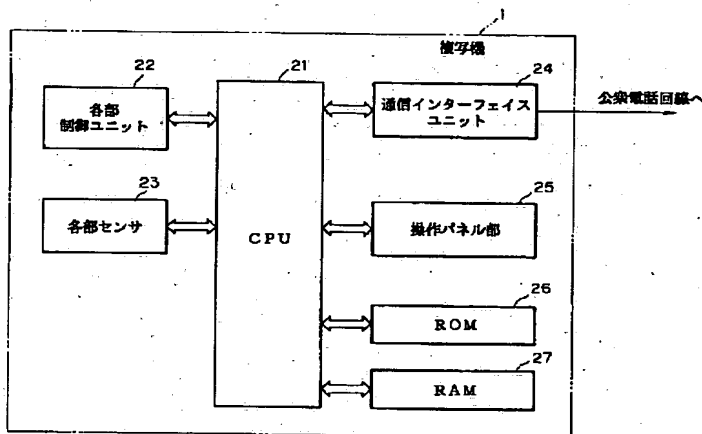 1
複写機
22
各部
制御ユニット
21
CPU
24
通信インターフェイス
ユニット
公衆電話回線へ
23
各部センサ
25
操作パネル部
26
ROM
27
RAM